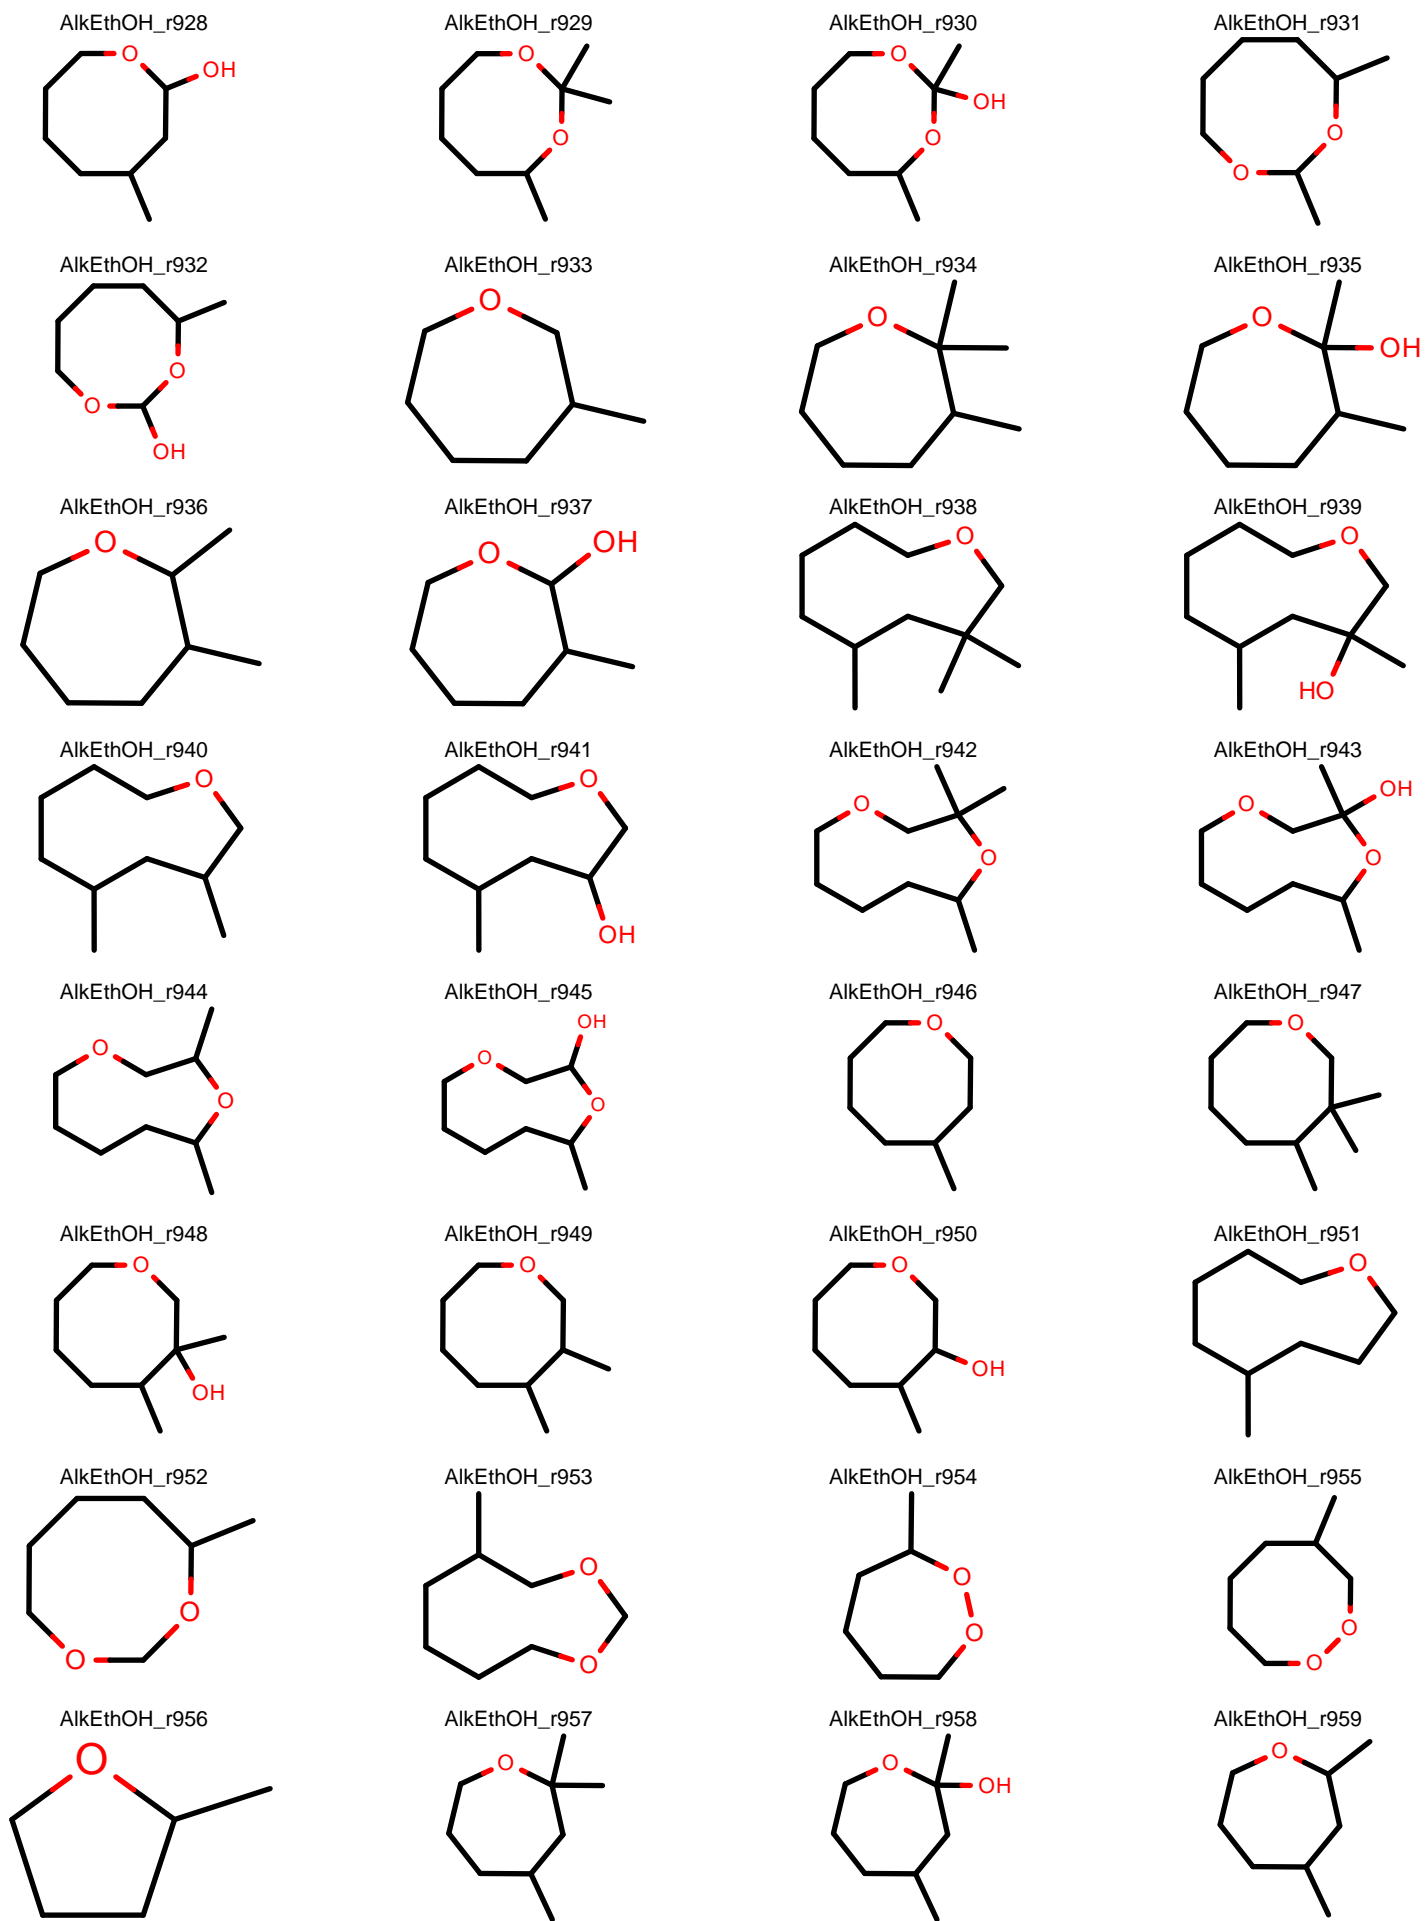 AlkEthOH_r928 AlkEthOH_r929 AlkEthOH_r930 AlkEthOH_r931
O OH O O O OH O O
AlkEthOH_r932 AlkEthOH_r933 AlkEthOH_r934 AlkEthOH_r935
O O OH O O O OH
AlkEthOH_r936 AlkEthOH_r937 AlkEthOH_r938 AlkEthOH_r939
O O OH O O HO
AlkEthOH_r940 AlkEthOH_r941 AlkEthOH_r942 AlkEthOH_r943
O O OH O O O OH O
AlkEthOH_r944 AlkEthOH_r945 AlkEthOH_r946 AlkEthOH_r947
O O OH O O O O
AlkEthOH_r948 AlkEthOH_r949 AlkEthOH_r950 AlkEthOH_r951
O OH O O OH O
AlkEthOH_r952 AlkEthOH_r953 AlkEthOH_r954 AlkEthOH_r955
O O O O O O O O
AlkEthOH_r956 AlkEthOH_r957 AlkEthOH_r958 AlkEthOH_r959
O O O OH O